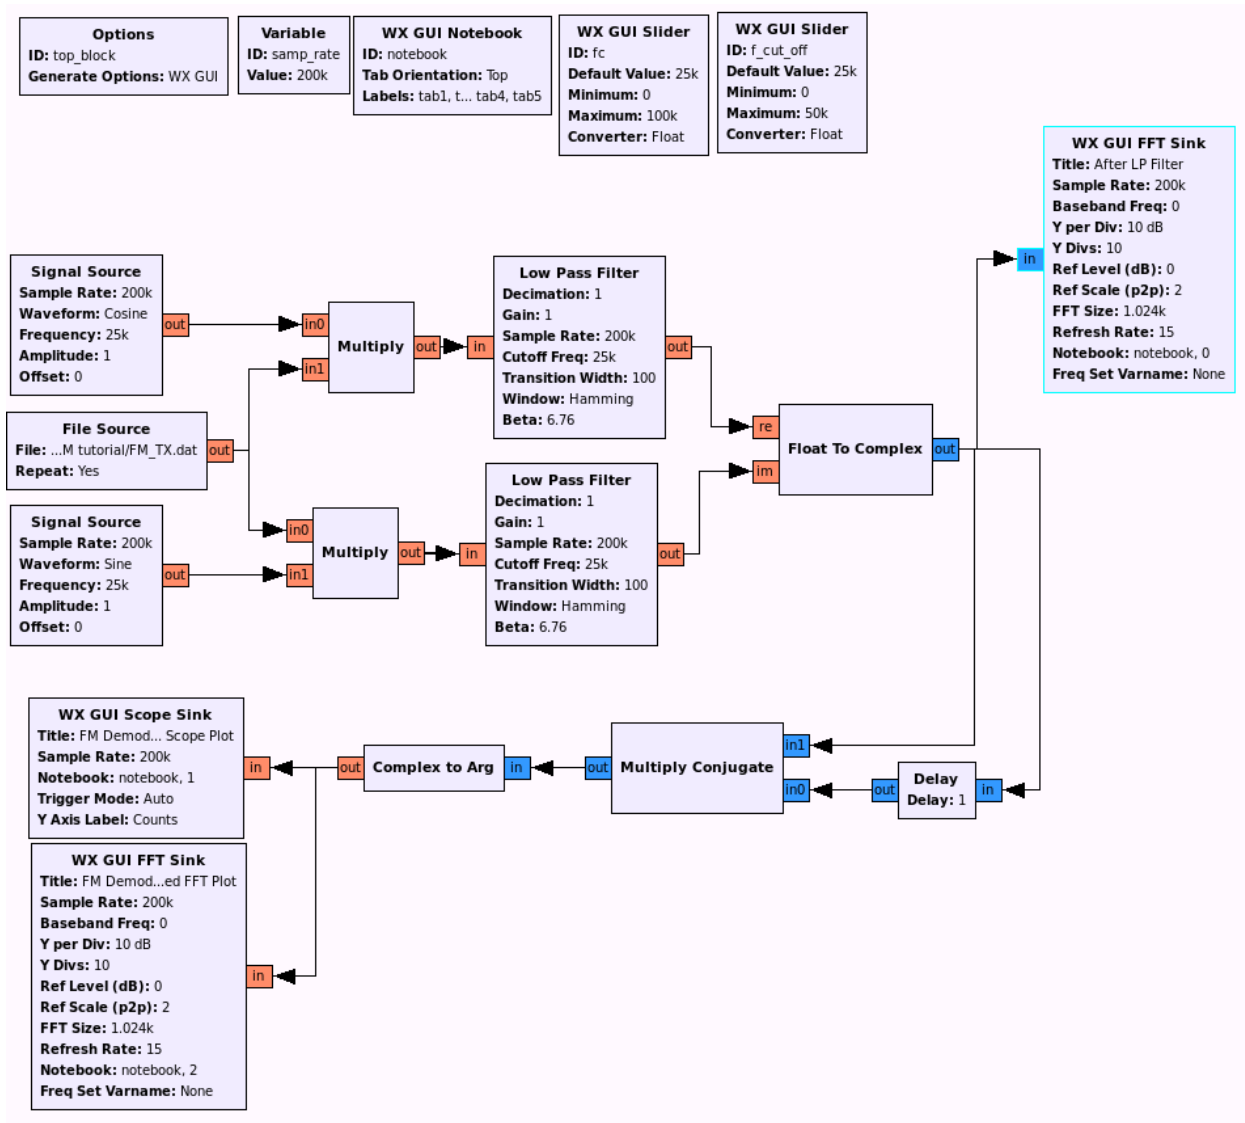 Options
ID: top_block
Generate Options: WX GUI
Variable
ID: samp_rate
Value: 200k
WX GUI Notebook
ID: notebook
Tab Orientation: Top
Labels: tab1, t... tab4, tab5
WX GUI Slider
ID: fc
Default Value: 25k
Minimum: 0
Maximum: 100k
Converter: Float
WX GUI Slider
ID: f_cut_off
Default Value: 25k
Minimum: 0
Maximum: 50k
Converter: Float
WX GUI FFT Sink
Title: After LP Filter
Sample Rate: 200k
Baseband Freq: 0
Y per Div: 10 dB
Y Divs: 10
Ref Level (dB): 0
Ref Scale (p2p): 2
FFT Size: 1.024k
Refresh Rate: 15
Notebook: notebook, 0
Freq Set Varname: None
in
Signal Source
Sample Rate: 200k
Waveform: Cosine
Frequency: 25k
Amplitude: 1
Offset: 0
out
in0
in1
Multiply
out
in
Low Pass Filter
Decimation: 1
Gain: 1
Sample Rate: 200k
Cutoff Freq: 25k
Transition Width: 100
Window: Hamming
Beta: 6.76
out
File Source
File: ...M tutorial/FM_TX.dat
Repeat: Yes
out
re
im
Float To Complex
out
Signal Source
Sample Rate: 200k
Waveform: Sine
Frequency: 25k
Amplitude: 1
Offset: 0
out
in0
in1
Multiply
out
in
Low Pass Filter
Decimation: 1
Gain: 1
Sample Rate: 200k
Cutoff Freq: 25k
Transition Width: 100
Window: Hamming
Beta: 6.76
out
WX GUI Scope Sink
Title: FM Demod... Scope Plot
Sample Rate: 200k
Notebook: notebook, 1
Trigger Mode: Auto
Y Axis Label: Counts
in
out
Complex to Arg
in
out
Multiply Conjugate
in1
in0
out
Delay
Delay: 1
in
WX GUI FFT Sink
Title: FM Demod...ed FFT Plot
Sample Rate: 200k
Baseband Freq: 0
Y per Div: 10 dB
Y Divs: 10
Ref Level (dB): 0
Ref Scale (p2p): 2
FFT Size: 1.024k
Refresh Rate: 15
Notebook: notebook, 2
Freq Set Varname: None
in